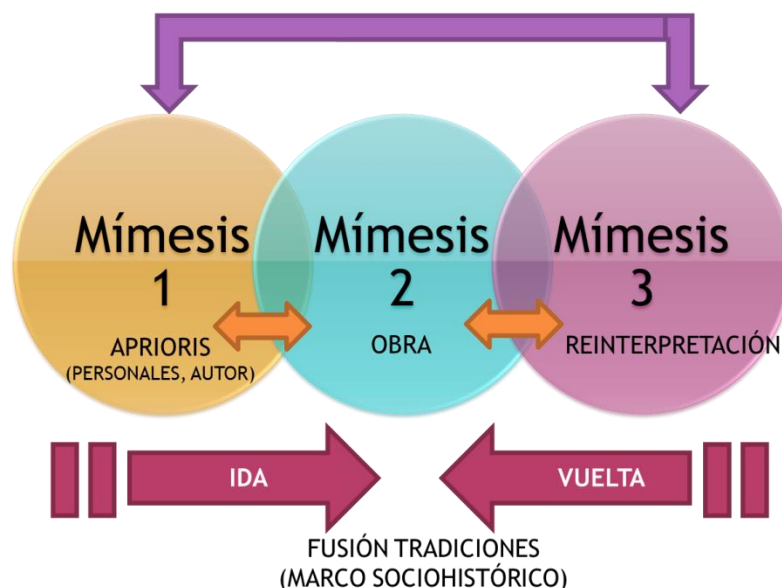 Mímesis
1
APRIORIS
(PERSONALES, AUTOR)
Mímesis
2
OBRA
Mímesis
3
REINTERPRETACIÓN
IDA
VUELTA
FUSIÓN TRADICIONES
(MARCO SOCIOHISTÓRICO)